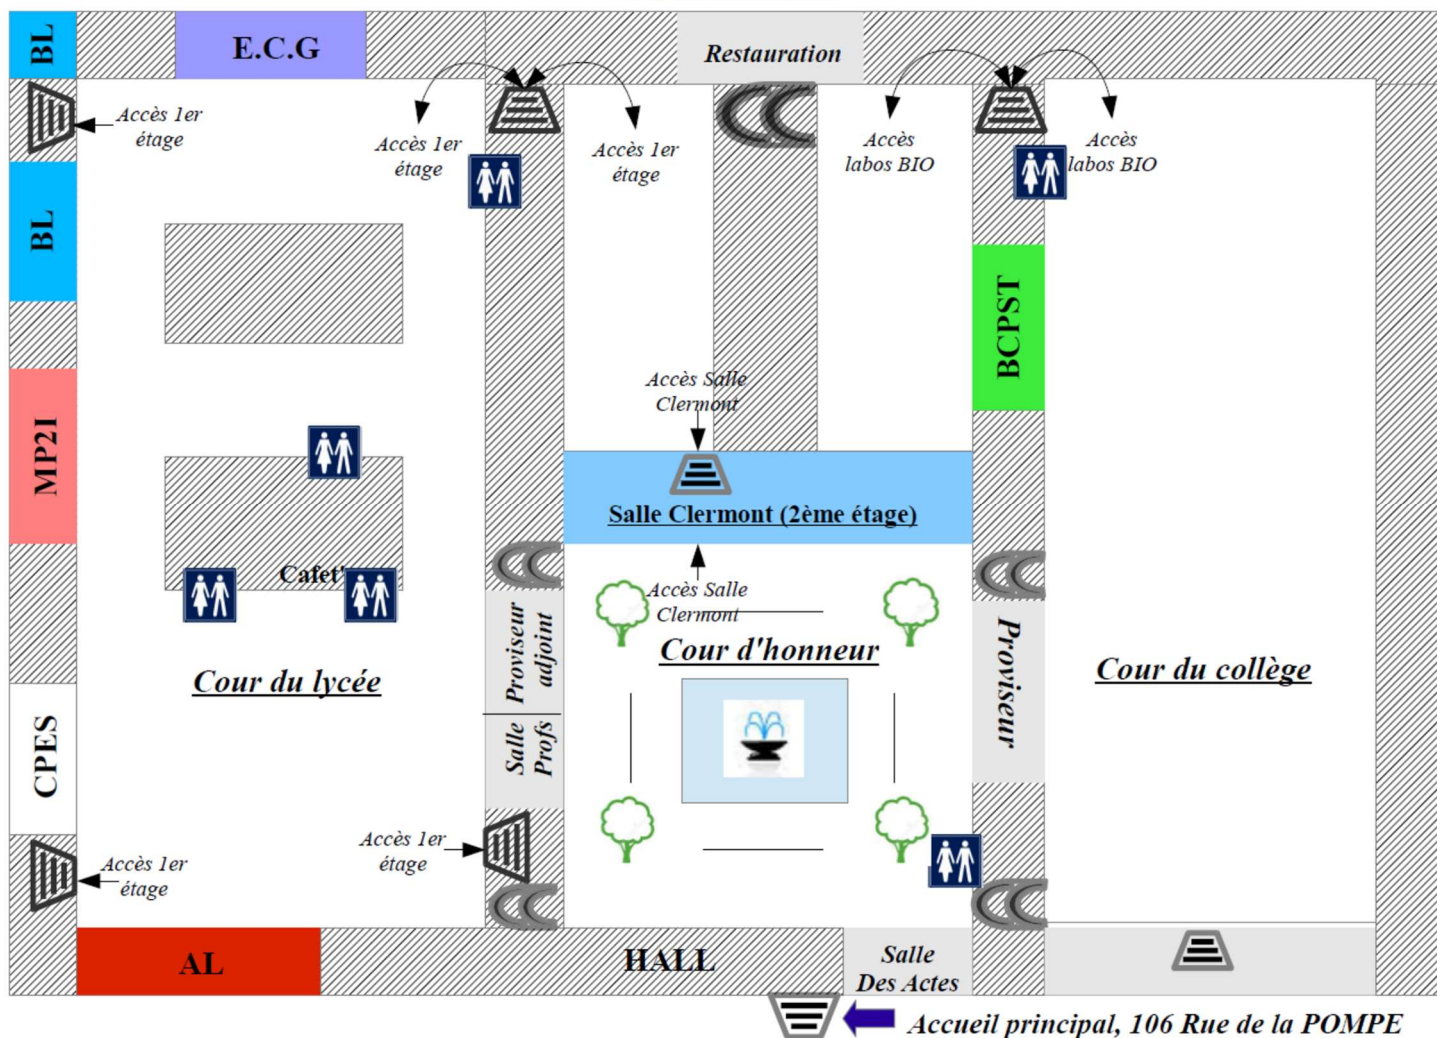 BL
E.C.G
Restauration
Accès 1er
étage
Accès 1er
étage
Accès 1er
étage
Accès
labos BIO
Accès
labos BIO
BL
BCPST
MP2I
Accès Salle
Clermont
Salle Clermont (2ème étage)
Cafet'
Accès Salle
Clermont
Proviseur
adjoint
Cour d'honneur
Proviseur
Cour du lycée
Cour du collège
Salle
Profs
CPES
Accès 1er
étage
Accès 1er
étage
AL
HALL
Salle
Des Actes
Accueil principal, 106 Rue de la POMPE